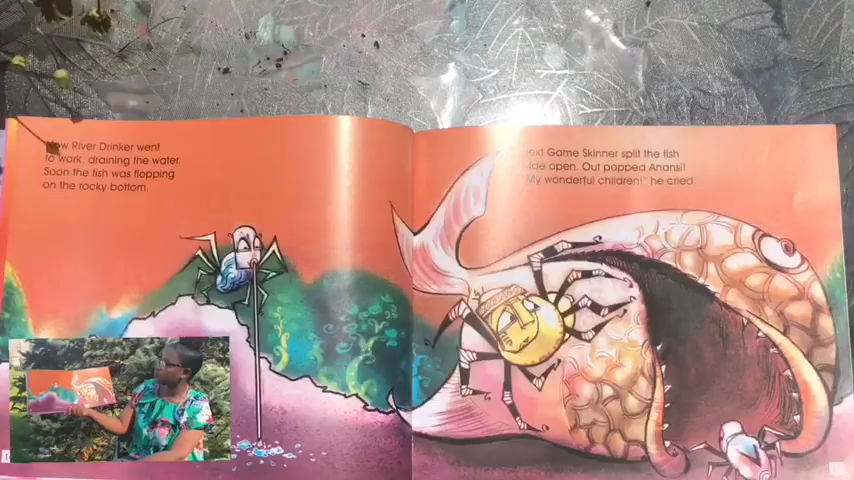 River Drinker went
to work, draining the water.
Soon the fish was flopping
on the rocky bottom.
Game Skinner split the fish
open. Out popped Anansi!
"My wonderful children!" he cried.